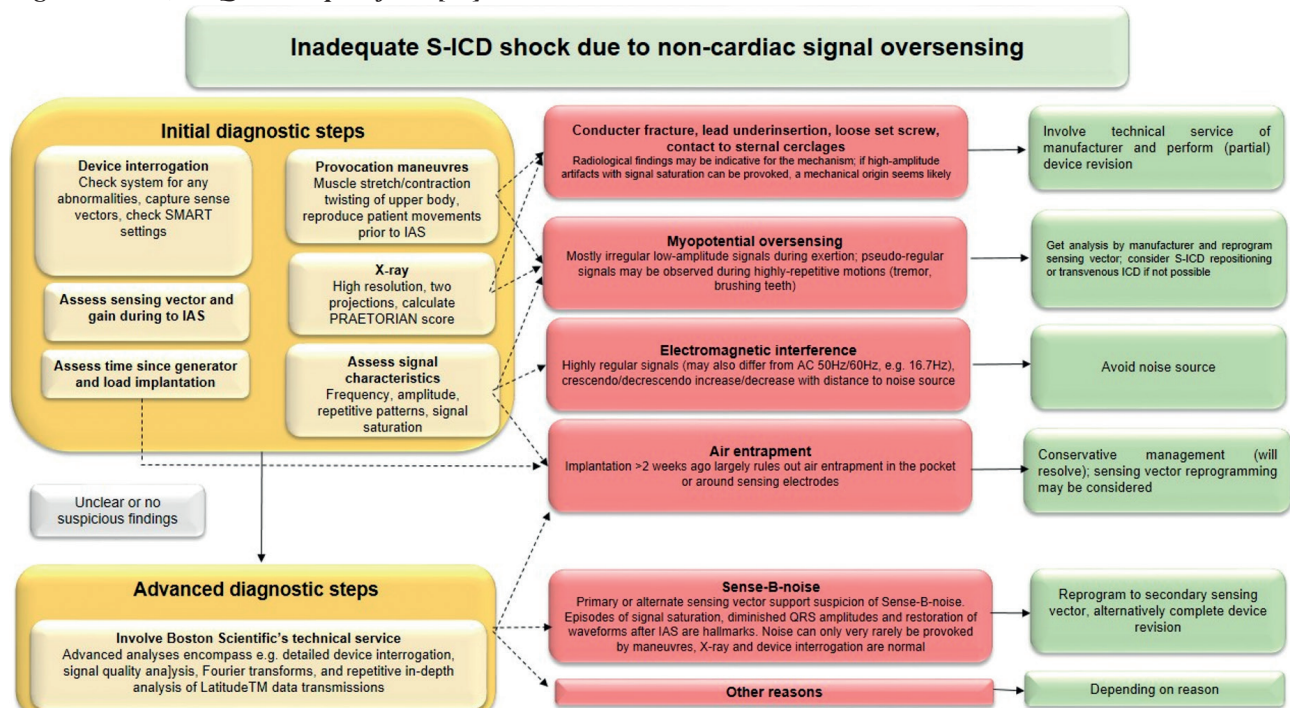 Inadequate S-ICD shock due to non-cardiac signal oversensing
Initial diagnostic steps
Device interrogation
Check system for any
abnormalities, capture sense
vectors, check SMART
settings
Assess sensing vector and
gain during to IAS
Assess time since generator
and load implantation
Provocation maneuvres
Muscle stretch/contraction
twisting of upper body,
reproduce patient movements
prior to IAS
X-ray
High resolution, two
projections, calculate
PRAETORIAN score
Assess signal
characteristics
Frequency, amplitude,
repetitive patterns, signal
saturation
Conducter fracture, lead underinsertion, loose set screw,
contact to sternal cerclages
Radiological findings may be indicative for the mechanism; if high-amplitude
artifacts with signal saturation can be provoked, a mechanical origin seems likely
Involve technical service of
manufacturer and perform (partial)
device revision
Myopotential oversensing
Mostly irregular low-amplitude signals during exertion; pseudo-regular
signals may be observed during highly-repetitive motions (tremor,
brushing teeth)
Get analysis by manufacturer and reprogram
sensing vector; consider S-ICD repositioning
or transvenous ICD if not possible
Electromagnetic interference
Highly regular signals (may also differ from AC 50Hz/60Hz, e.g. 16.7Hz),
crescendo/decrescendo increase/decrease with distance to noise source
Avoid noise source
Air entrapment
Implantation >2 weeks ago largely rules out air entrapment in the pocket
or around sensing electrodes
Conservative management (will
resolve); sensing vector reprogramming
may be considered
Unclear or no
suspicious findings
Advanced diagnostic steps
Involve Boston Scientific's technical service
Advanced analyses encompass e.g. detailed device interrogation,
signal quality ana]ysis, Fourier transforms, and repetitive in-depth
analysis of LatitudeTM data transmissions
Sense-B-noise
Primary or alternate sensing vector support suspicion of Sense-B-noise.
Episodes of signal saturation, diminished QRS amplitudes and restoration of
waveforms after IAS are hallmarks. Noise can only very rarely be provoked
by maneuvres, X-ray and device interrogation are normal
Reprogram to secondary sensing
vector, alternatively complete device
revision
Other reasons
Depending on reason